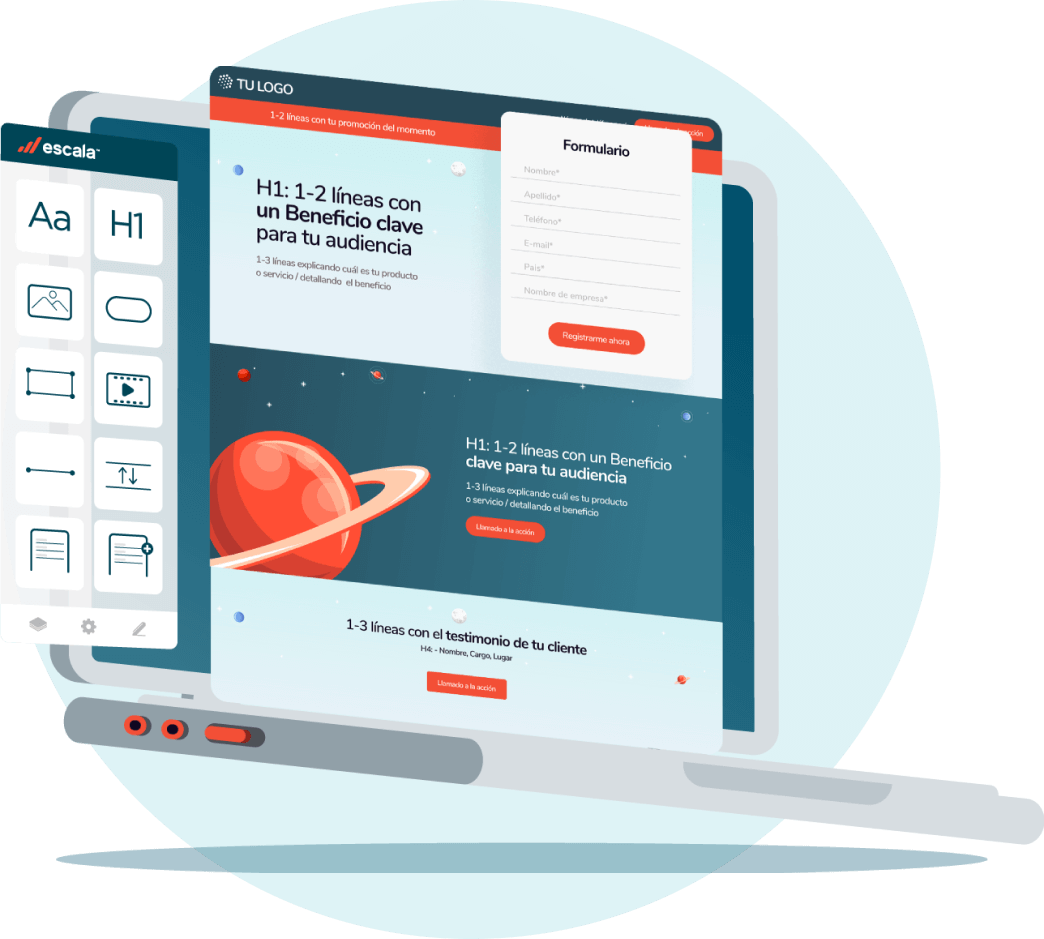 escala™
Aa
H1
TU LOGO
1-2 líneas con tu promoción del momento
H1: 1-2 líneas con
un Beneficio clave
para tu audiencia
1-3 líneas explicando cuál es tu producto
o servicio / detallando el beneficio
Formulario
Nombre*
Apellido*
Teléfono*
E-mail*
País*
Nombre de empresa*
Registrarme ahora
H1: 1-2 líneas con un Beneficio
clave para tu audiencia
1-3 líneas explicando cuál es tu producto
o servicio / detallando el beneficio
Llamado a la acción
1-3 líneas con el testimonio de tu cliente
H4: - Nombre, Cargo, Lugar
Llamado a la acción